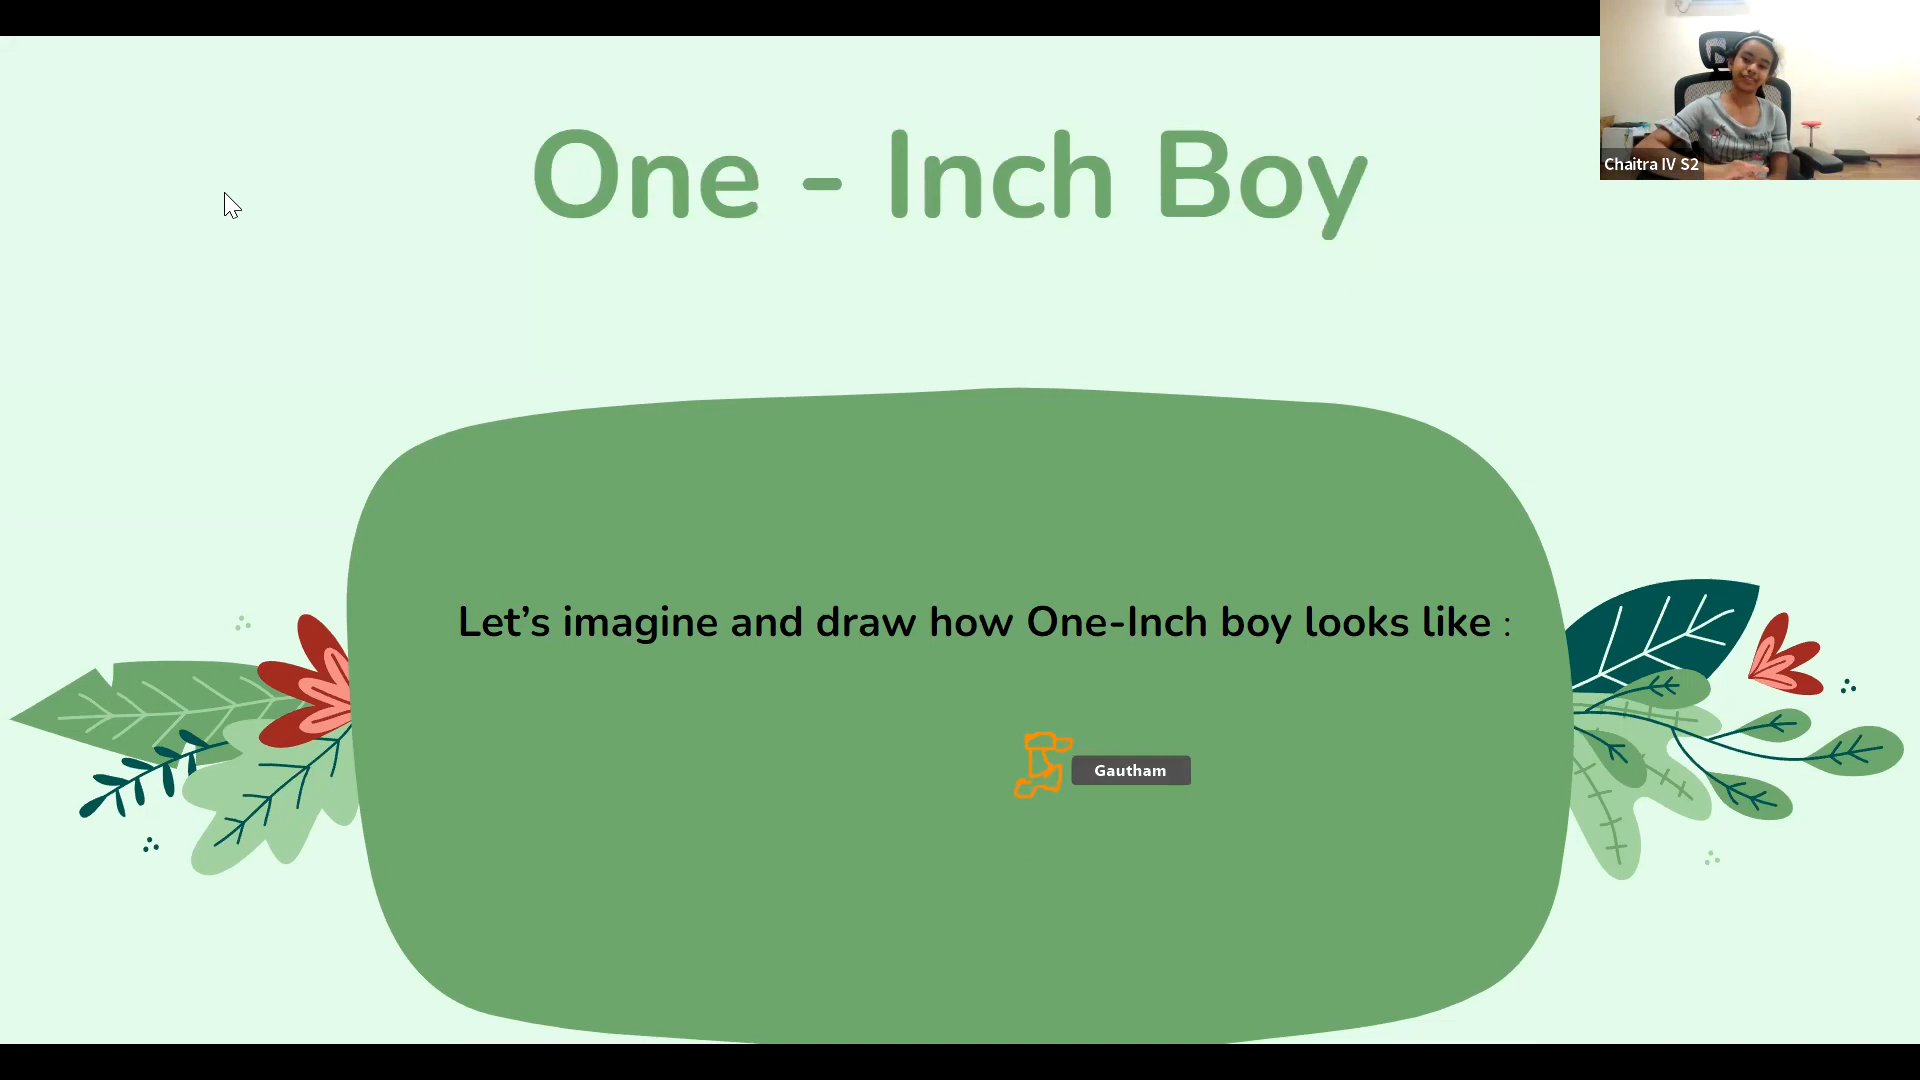 One - Inch Boy
Chaitra IV S2
Let’s imagine and draw how One-Inch boy looks like :
Gautham